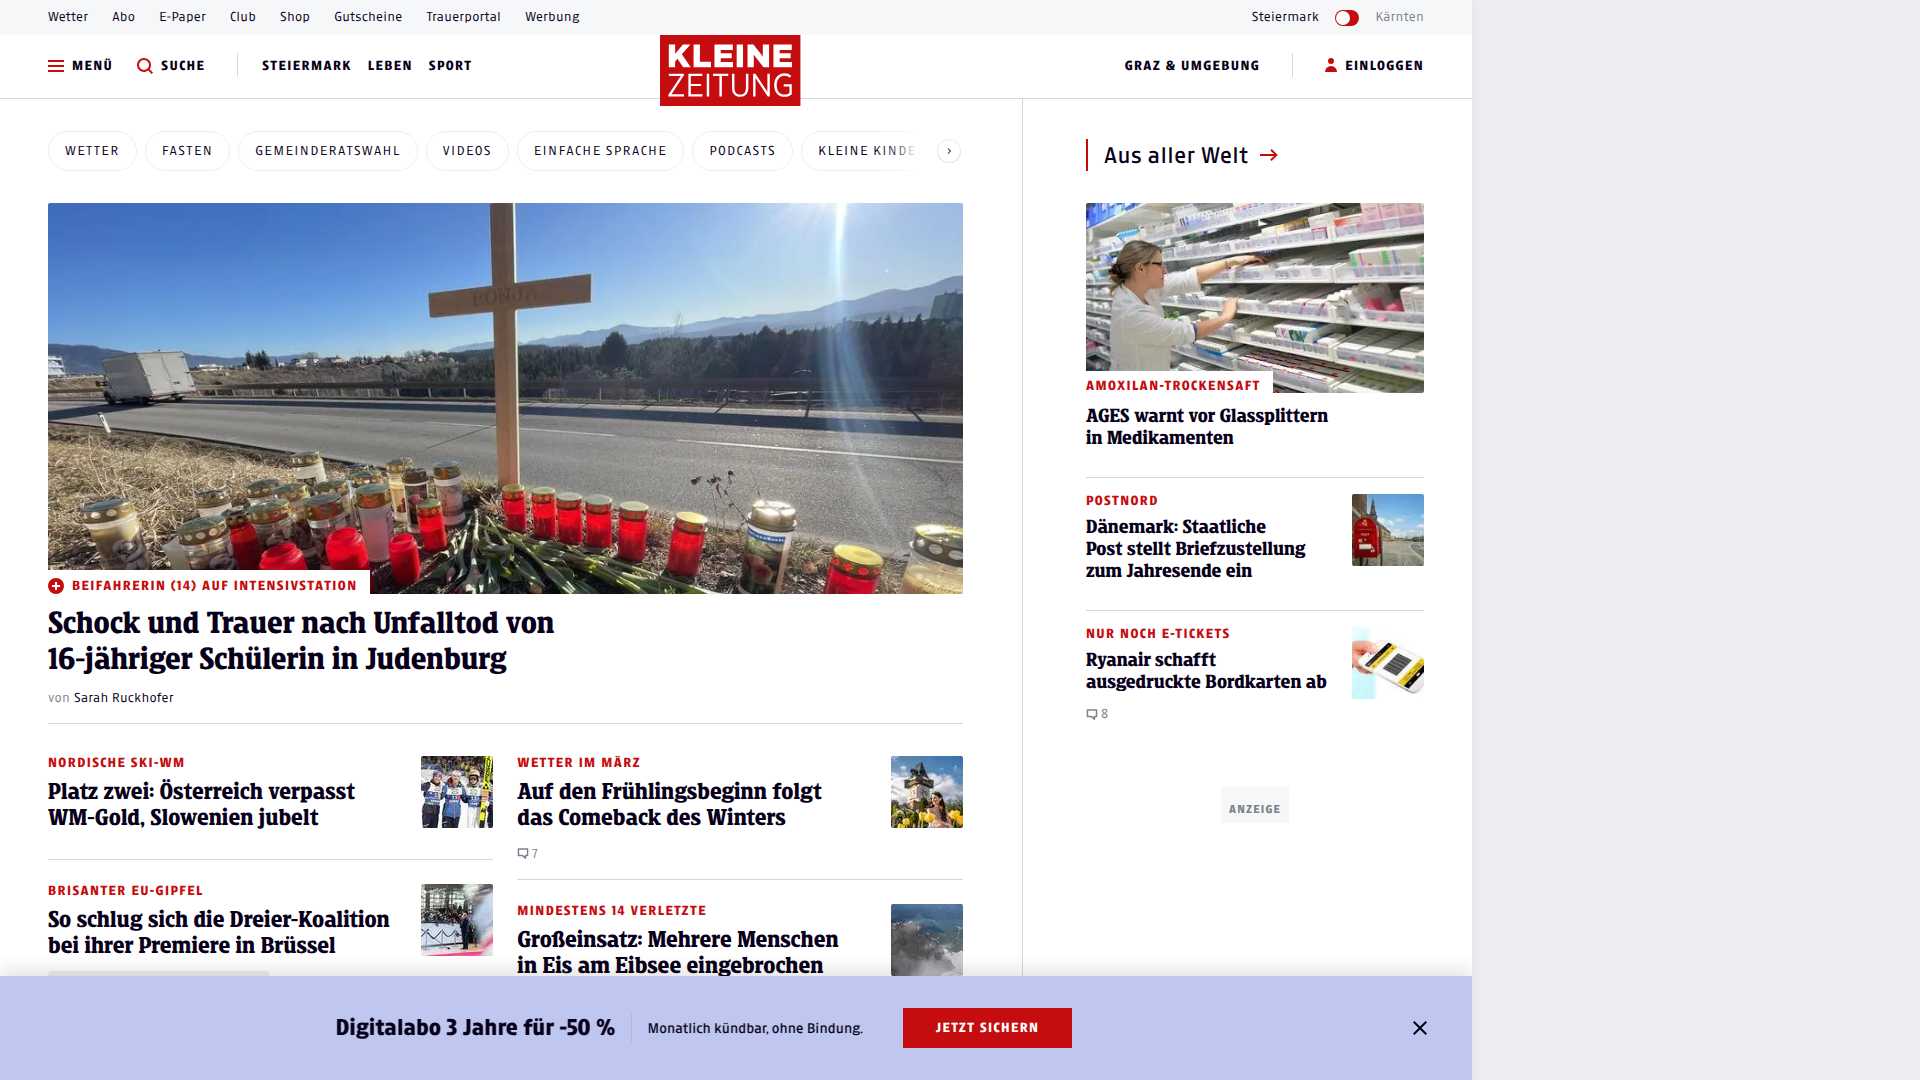 Wetter Abo E-Paper Club Shop Gutscheine Trauerportal Werbung Steiermark Kärnten
MENÜ SUCHE STEIERMARK LEBEN SPORT KLEINE ZEITUNG GRAZ & UMGEBUNG EINLOGGEN
WETTER FASTEN GEMEINDERATSWAHL VIDEOS EINFACHE SPRACHE PODCASTS KLEINE KINDE
BEIFAHRERIN (14) AUF INTENSIVSTATION
Schock und Trauer nach Unfalltod von
16-jähriger Schülerin in Judenburg
von Sarah Ruckhofer
NORDISCHE SKI-WM
Platz zwei: Österreich verpasst
WM-Gold, Slowenien jubelt
BRISANTER EU-GIPFEL
So schlug sich die Dreier-Koalition
bei ihrer Premiere in Brüssel
WETTER IM MÄRZ
Auf den Frühlingsbeginn folgt
das Comeback des Winters
7
MINDESTENS 14 VERLETZTE
Großeinsatz: Mehrere Menschen
in Eis am Eibsee eingebrochen
Aus aller Welt
AMOXILAN-TROCKENSAFT
AGES warnt vor Glassplittern
in Medikamenten
POSTNORD
Dänemark: Staatliche
Post stellt Briefzustellung
zum Jahresende ein
NUR NOCH E-TICKETS
Ryanair schafft
ausgedruckte Bordkarten ab
8
ANZEIGE
Digitalabo 3 Jahre für -50 % Monatlich kündbar, ohne Bindung. JETZT SICHERN